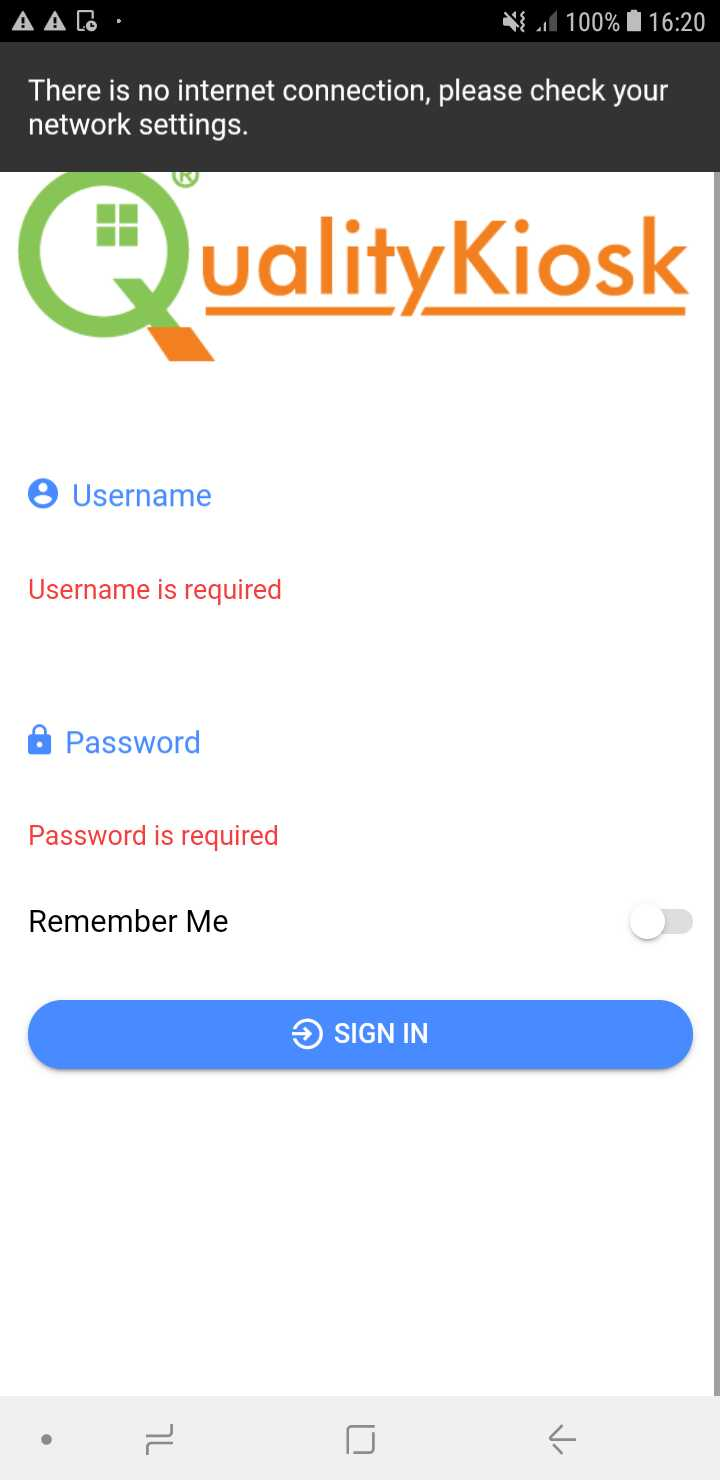 100% 16:20
There is no internet connection, please check your
network settings.
®
QualityKiosk
Username
Username is required
Password
Password is required
Remember Me
SIGN IN